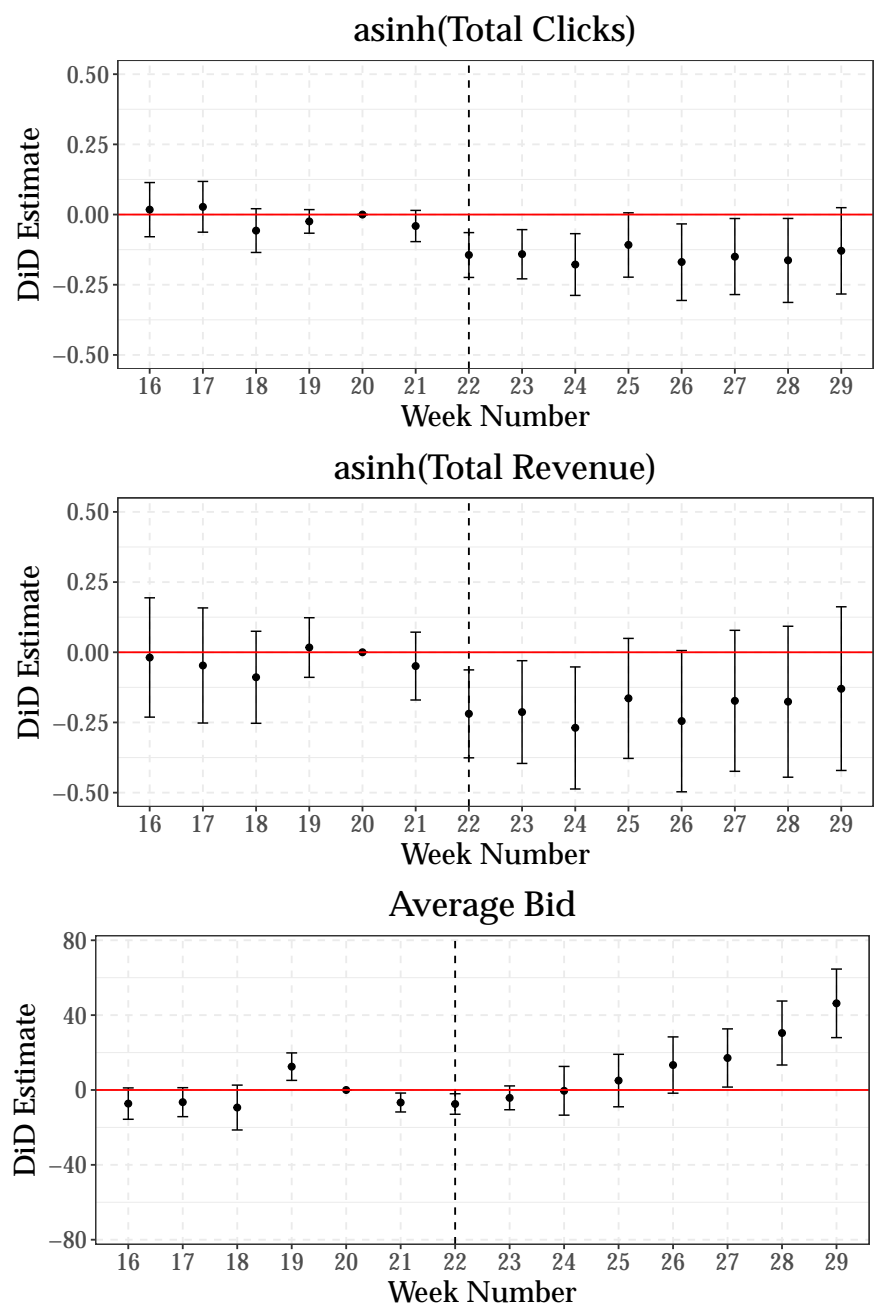 asinh(Total Clicks)
DiD Estimate
0.50
0.25
0.00
−0.25
−0.50
16 17 18 19 20 21 22 23 24 25 26 27 28 29
Week Number
asinh(Total Revenue)
DiD Estimate
0.50
0.25
0.00
−0.25
−0.50
16 17 18 19 20 21 22 23 24 25 26 27 28 29
Week Number
Average Bid
DiD Estimate
80
40
0
−40
−80
16 17 18 19 20 21 22 23 24 25 26 27 28 29
Week Number